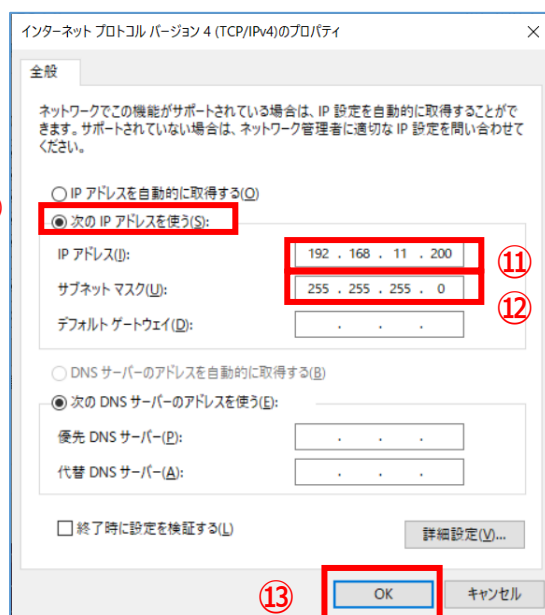 インターネット プロトコル バージョン 4 (TCP/IPv4)のプロパティ
全般
ネットワークでこの機能がサポートされている場合は、IP 設定を自動的に取得することがで
きます。サポートされていない場合は、ネットワーク管理者に適切な IP 設定を問い合わせて
ください。
IP アドレスを自動的に取得する(O)
次の IP アドレスを使う(S):
IP アドレス(I): 192 . 168 . 11 . 200 ⑪
サブネット マスク(U): 255 . 255 . 255 . 0 ⑫
デフォルト ゲートウェイ(D): . . .
DNS サーバーのアドレスを自動的に取得する(B)
次の DNS サーバーのアドレスを使う(E):
優先 DNS サーバー(P): . . .
代替 DNS サーバー(A): . . .
終了時に設定を検証する(L) 詳細設定(V)...
⑬ OK キャンセル